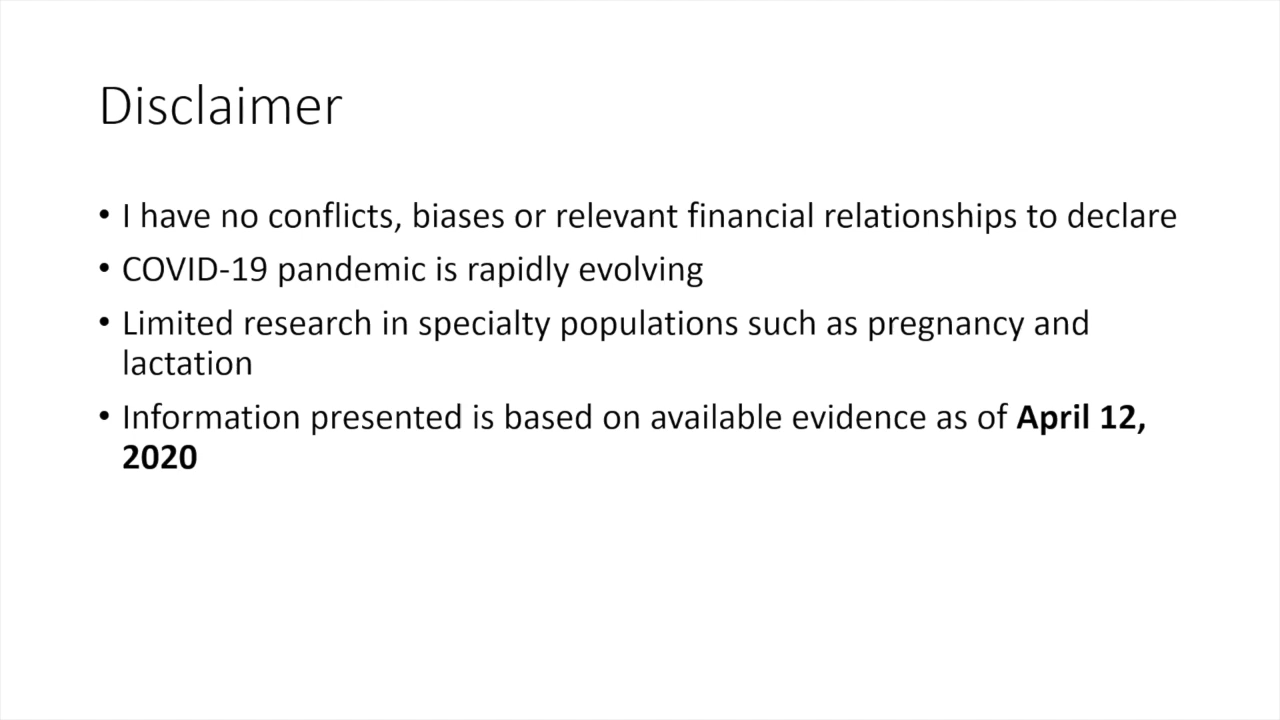 Disclaimer
• I have no conflicts, biases or relevant financial relationships to declare
• COVID-19 pandemic is rapidly evolving
• Limited research in specialty populations such as pregnancy and
lactation
• Information presented is based on available evidence as of April 12,
2020